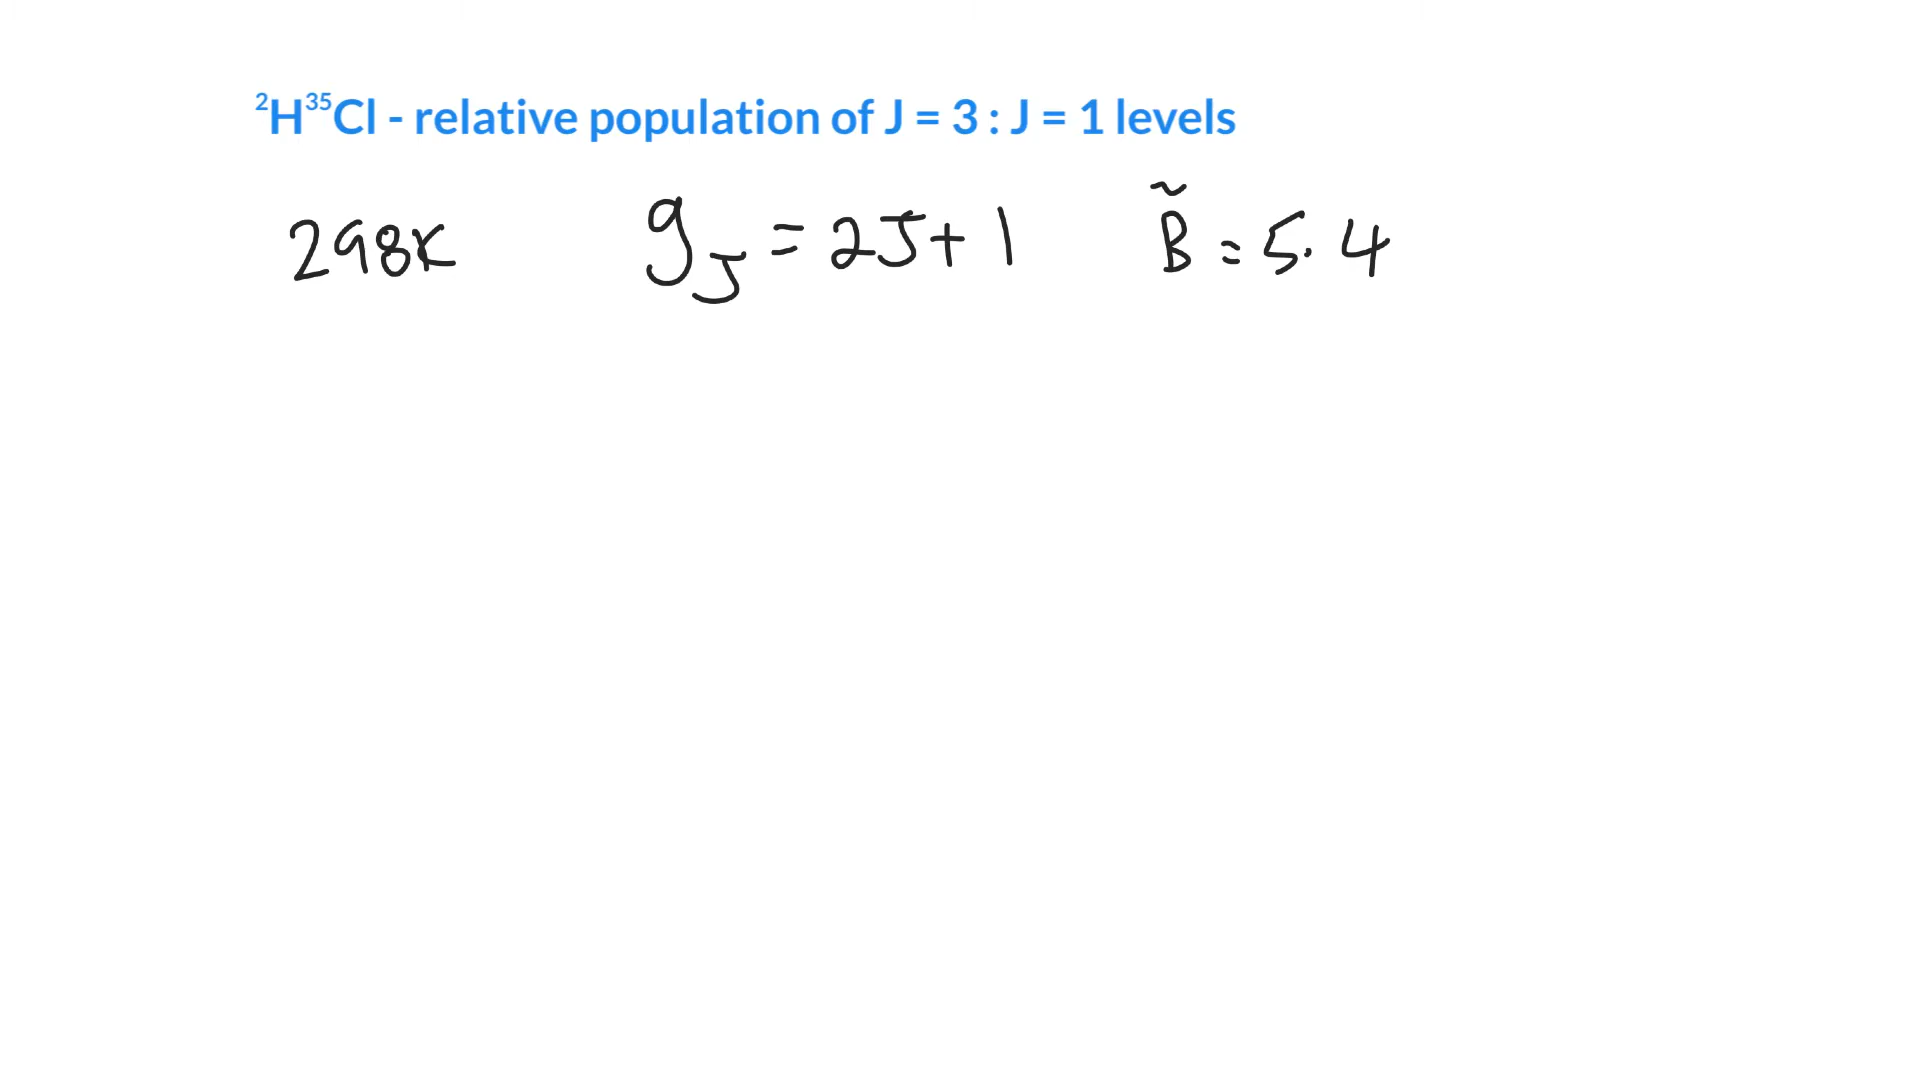 ²H³⁵Cl - relative population of J = 3 : J = 1 levels
298K g_J = 2J + 1 B̃ = 5.4